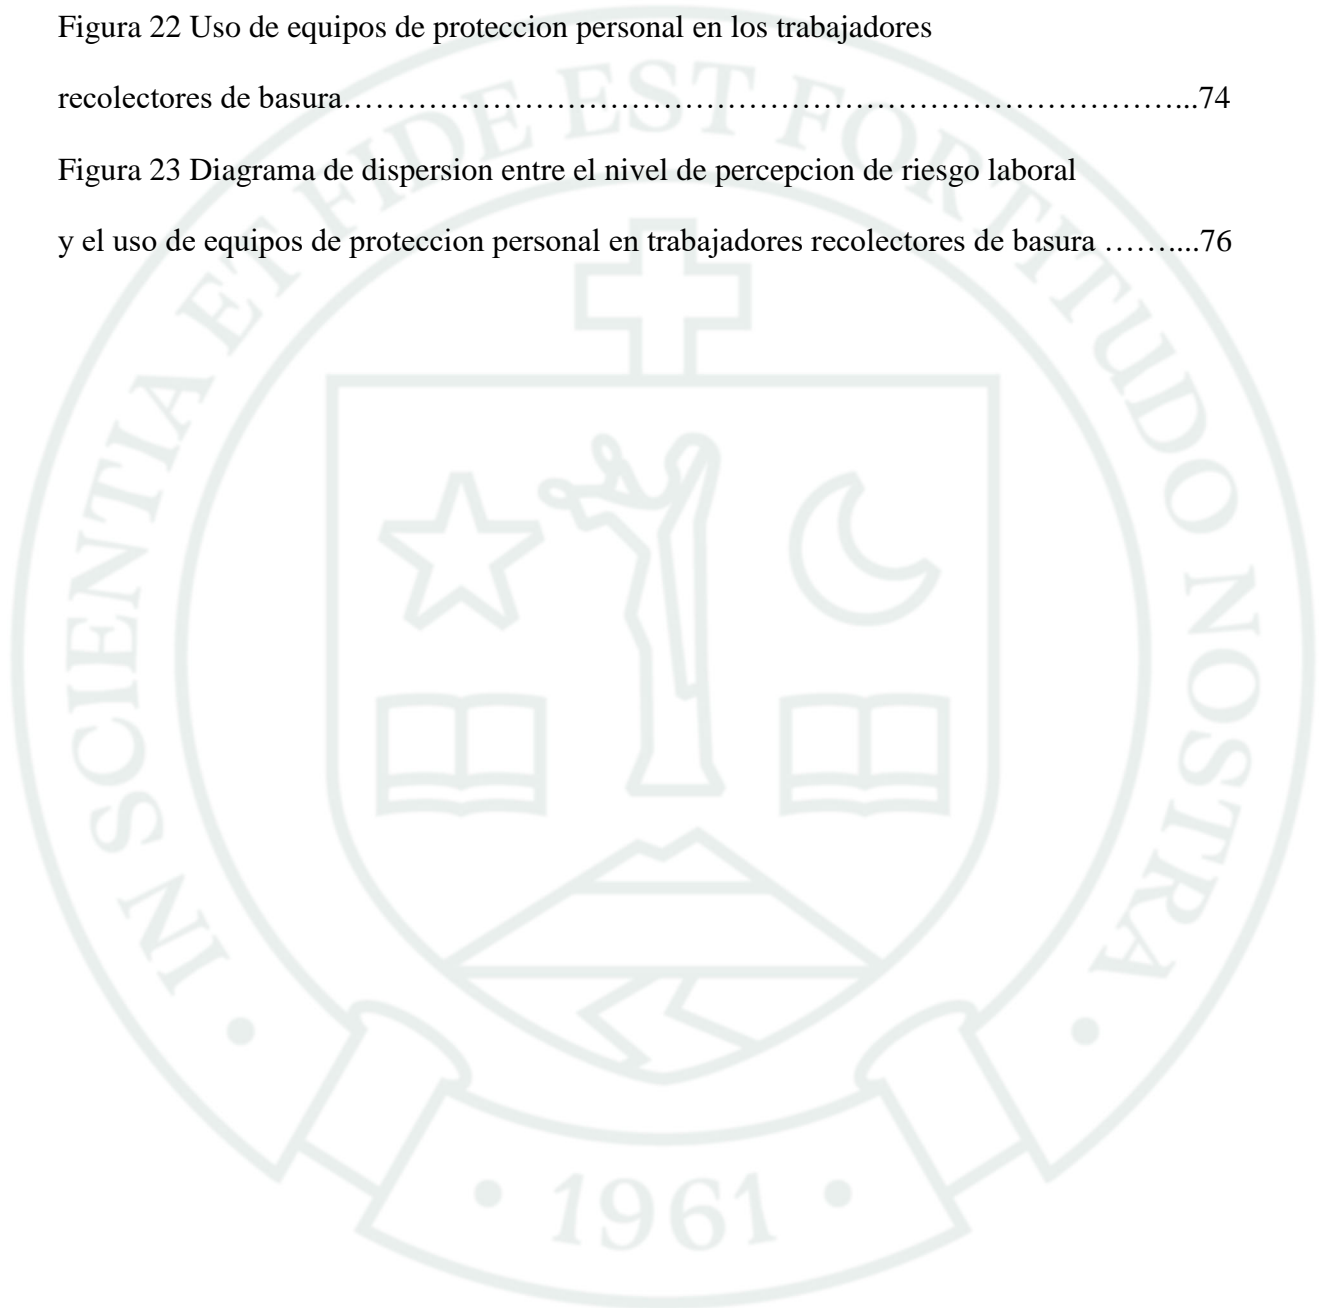 Figura 22 Uso de equipos de proteccion personal en los trabajadores
recolectores de basura…………………………………………………………………...74
Figura 23 Diagrama de dispersion entre el nivel de percepcion de riesgo laboral
y el uso de equipos de proteccion personal en trabajadores recolectores de basura ……....76
IN SCIENTIA ET FIDE EST FORTITUDO NOSTRA
• 1961 •